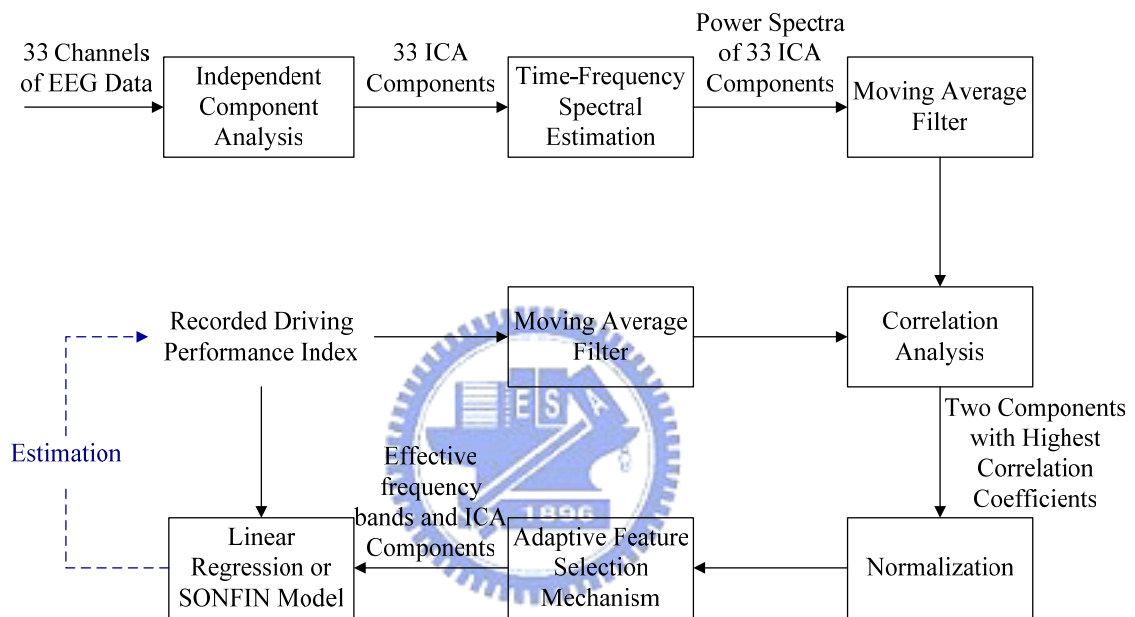 33 Channels
of EEG Data
Independent
Component
Analysis
33 ICA
Components
Time-Frequency
Spectral
Estimation
Power Spectra
of 33 ICA
Components
Moving Average
Filter
Recorded Driving
Performance Index
Moving Average
Filter
Correlation
Analysis
Two Components
with Highest
Correlation
Coefficients
Estimation
Effective
frequency
bands and ICA
Components
Linear
Regression or
SONFIN Model
Adaptive Feature
Selection
Mechanism
Normalization
E S A
1896